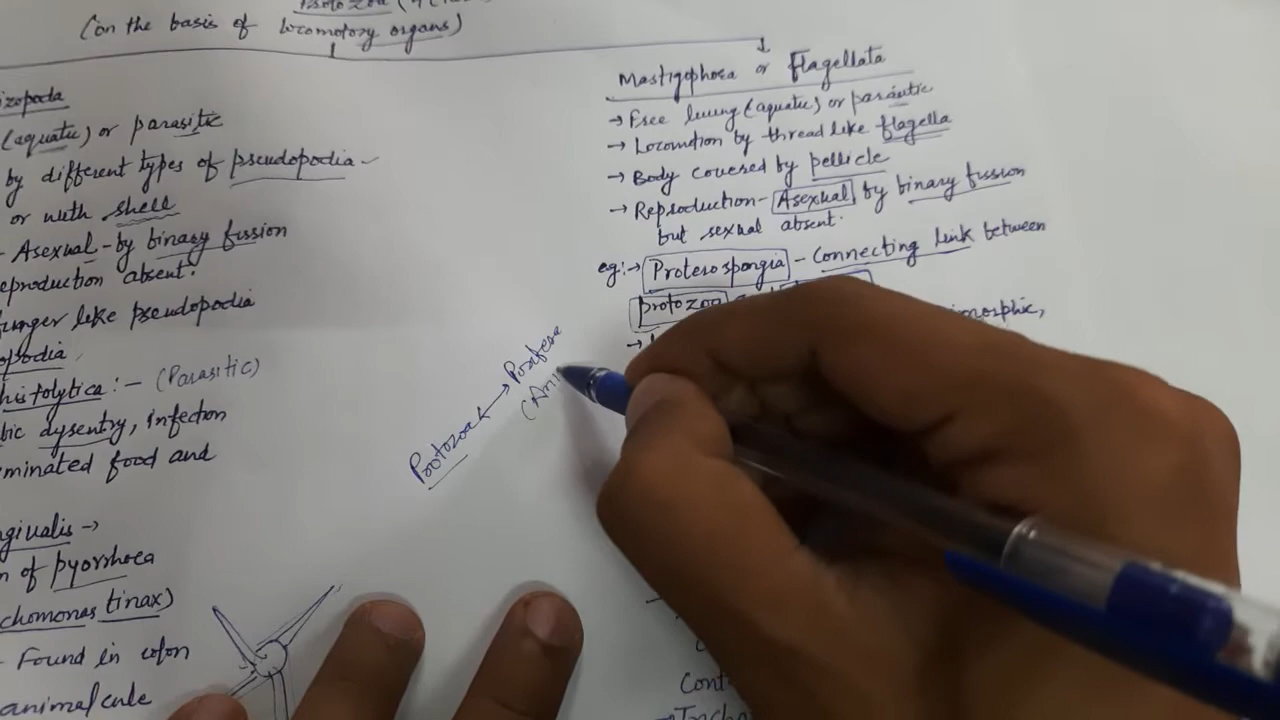 (on the basis of locomotory organs)
izopoda
(aquatic) or parasitic
by different types of pseudopodia -
or with shell
- Asexual - by binary fission
eproduction absent.
like pseudopodia
opodia
histolytica :- (Parasitic)
bic dysentry, infection
minated food and
givalis ->
n of pyorrhoea
chomonas tinax)
- Found in colon
animalcule
Mastigophora or Flagellata
→ Free living (aquatic) or parasitic
→ Locomotion by thread like flagella
→ Body covered by pellicle
→ Reproduction - Asexual by binary fission
but sexual absent.
eg:→ Proterospongia - Connecting link between
protozoa
morphic,
Protozoa ← → Porifera
(Ani
Cont